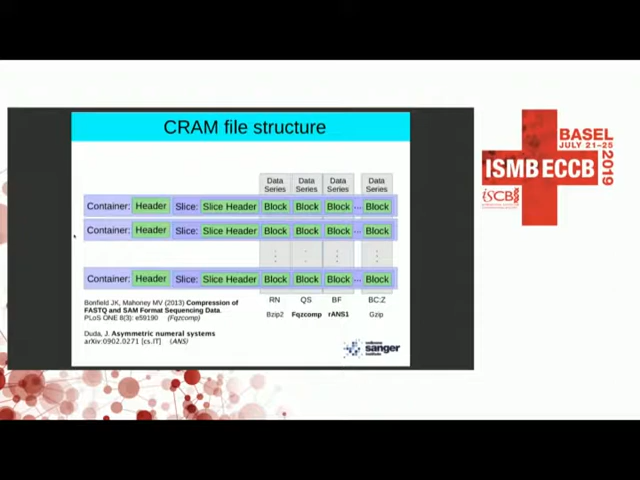 CRAM file structure
Data Series Data Series Data Series Data Series
Container: Header Slice: Slice Header Block Block Block ... Block
Container: Header Slice: Slice Header Block Block Block ... Block
Container: Header Slice: Slice Header Block Block Block ... Block
RN QS BF BC:Z
Bzip2 Fqzcomp rANS1 Gzip
Bonfield JK, Mahoney MV (2013) Compression of
FASTQ and SAM Format Sequencing Data.
PLoS ONE 8(3): e59190 (Fqzcomp)
Duda, J. Asymmetric numeral systems
arXiv:0902.0271 [cs.IT] (ANS)
sanger
BASEL
JULY 21-25
2019
ISMB ECCB
ISCB